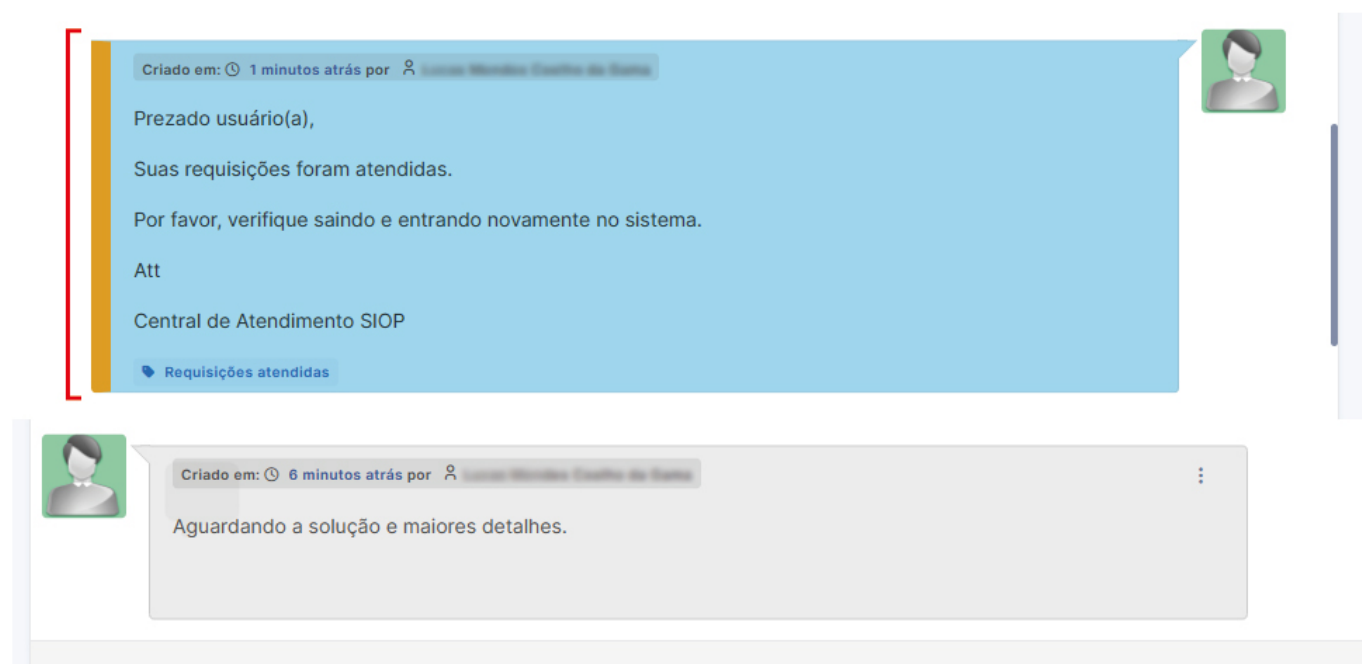 Criado em: 1 minutos atrás por
Prezado usuário(a),
Suas requisições foram atendidas.
Por favor, verifique saindo e entrando novamente no sistema.
Att
Central de Atendimento SIOP
Requisições atendidas
Criado em: 6 minutos atrás por
Aguardando a solução e maiores detalhes.